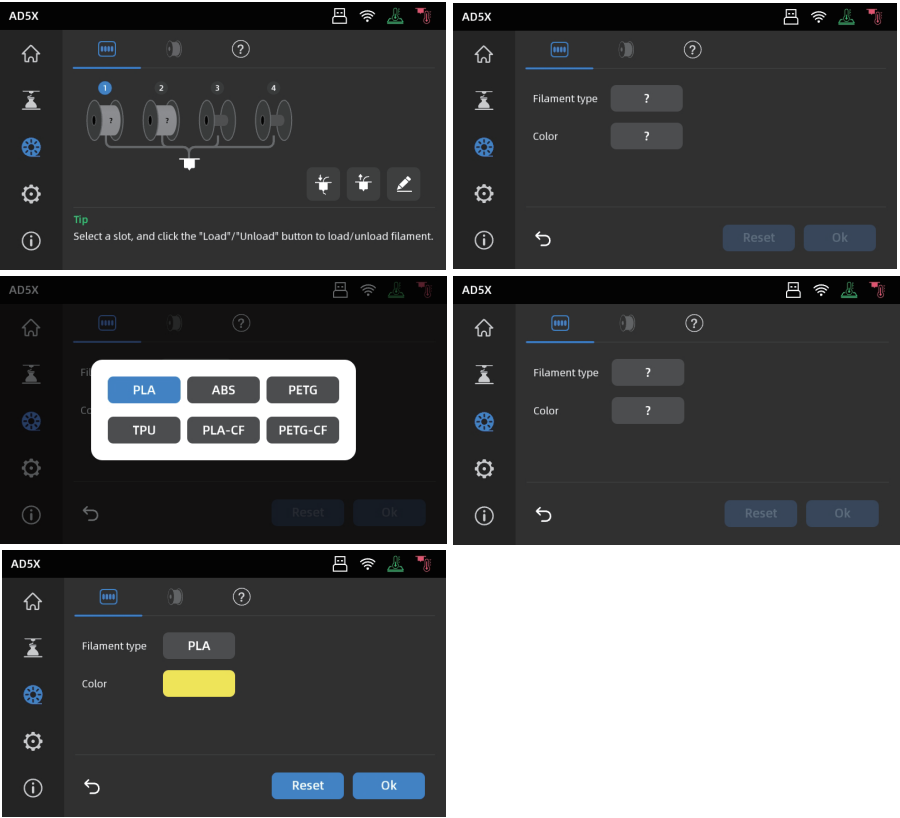 AD5X
1 2 3 4
? ?
?
Tip
Select a slot, and click the "Load"/"Unload" button to load/unload filament.
AD5X
?
Filament type ?
Color ?
Reset Ok
AD5X
?
Fil
PLA ABS PETG
Co
TPU PLA-CF PETG-CF
Reset Ok
AD5X
?
Filament type ?
Color ?
Reset Ok
AD5X
?
Filament type PLA
Color
Reset Ok